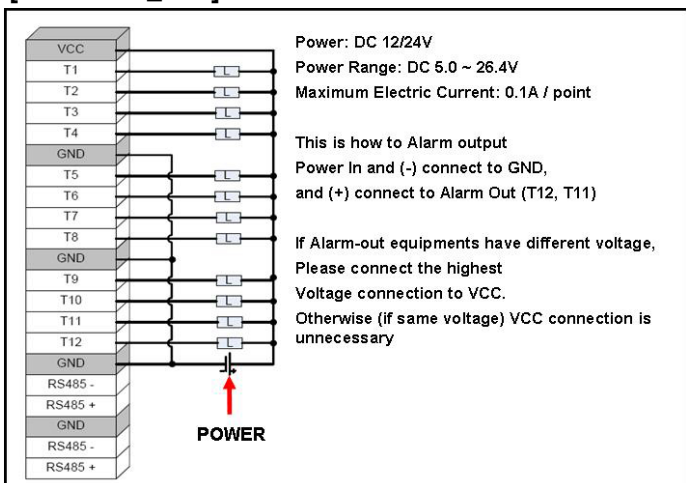 VCC
T1
T2
T3
T4
GND
T5
T6
T7
T8
GND
T9
T10
T11
T12
GND
RS485 -
RS485 +
GND
RS485 -
RS485 +
L
L
L
L
L
L
L
L
L
L
L
L
POWER
Power: DC 12/24V
Power Range: DC 5.0 ~ 26.4V
Maximum Electric Current: 0.1A / point
This is how to Alarm output
Power In and (-) connect to GND,
and (+) connect to Alarm Out (T12, T11)
If Alarm-out equipments have different voltage,
Please connect the highest
Voltage connection to VCC.
Otherwise (if same voltage) VCC connection is
unnecessary